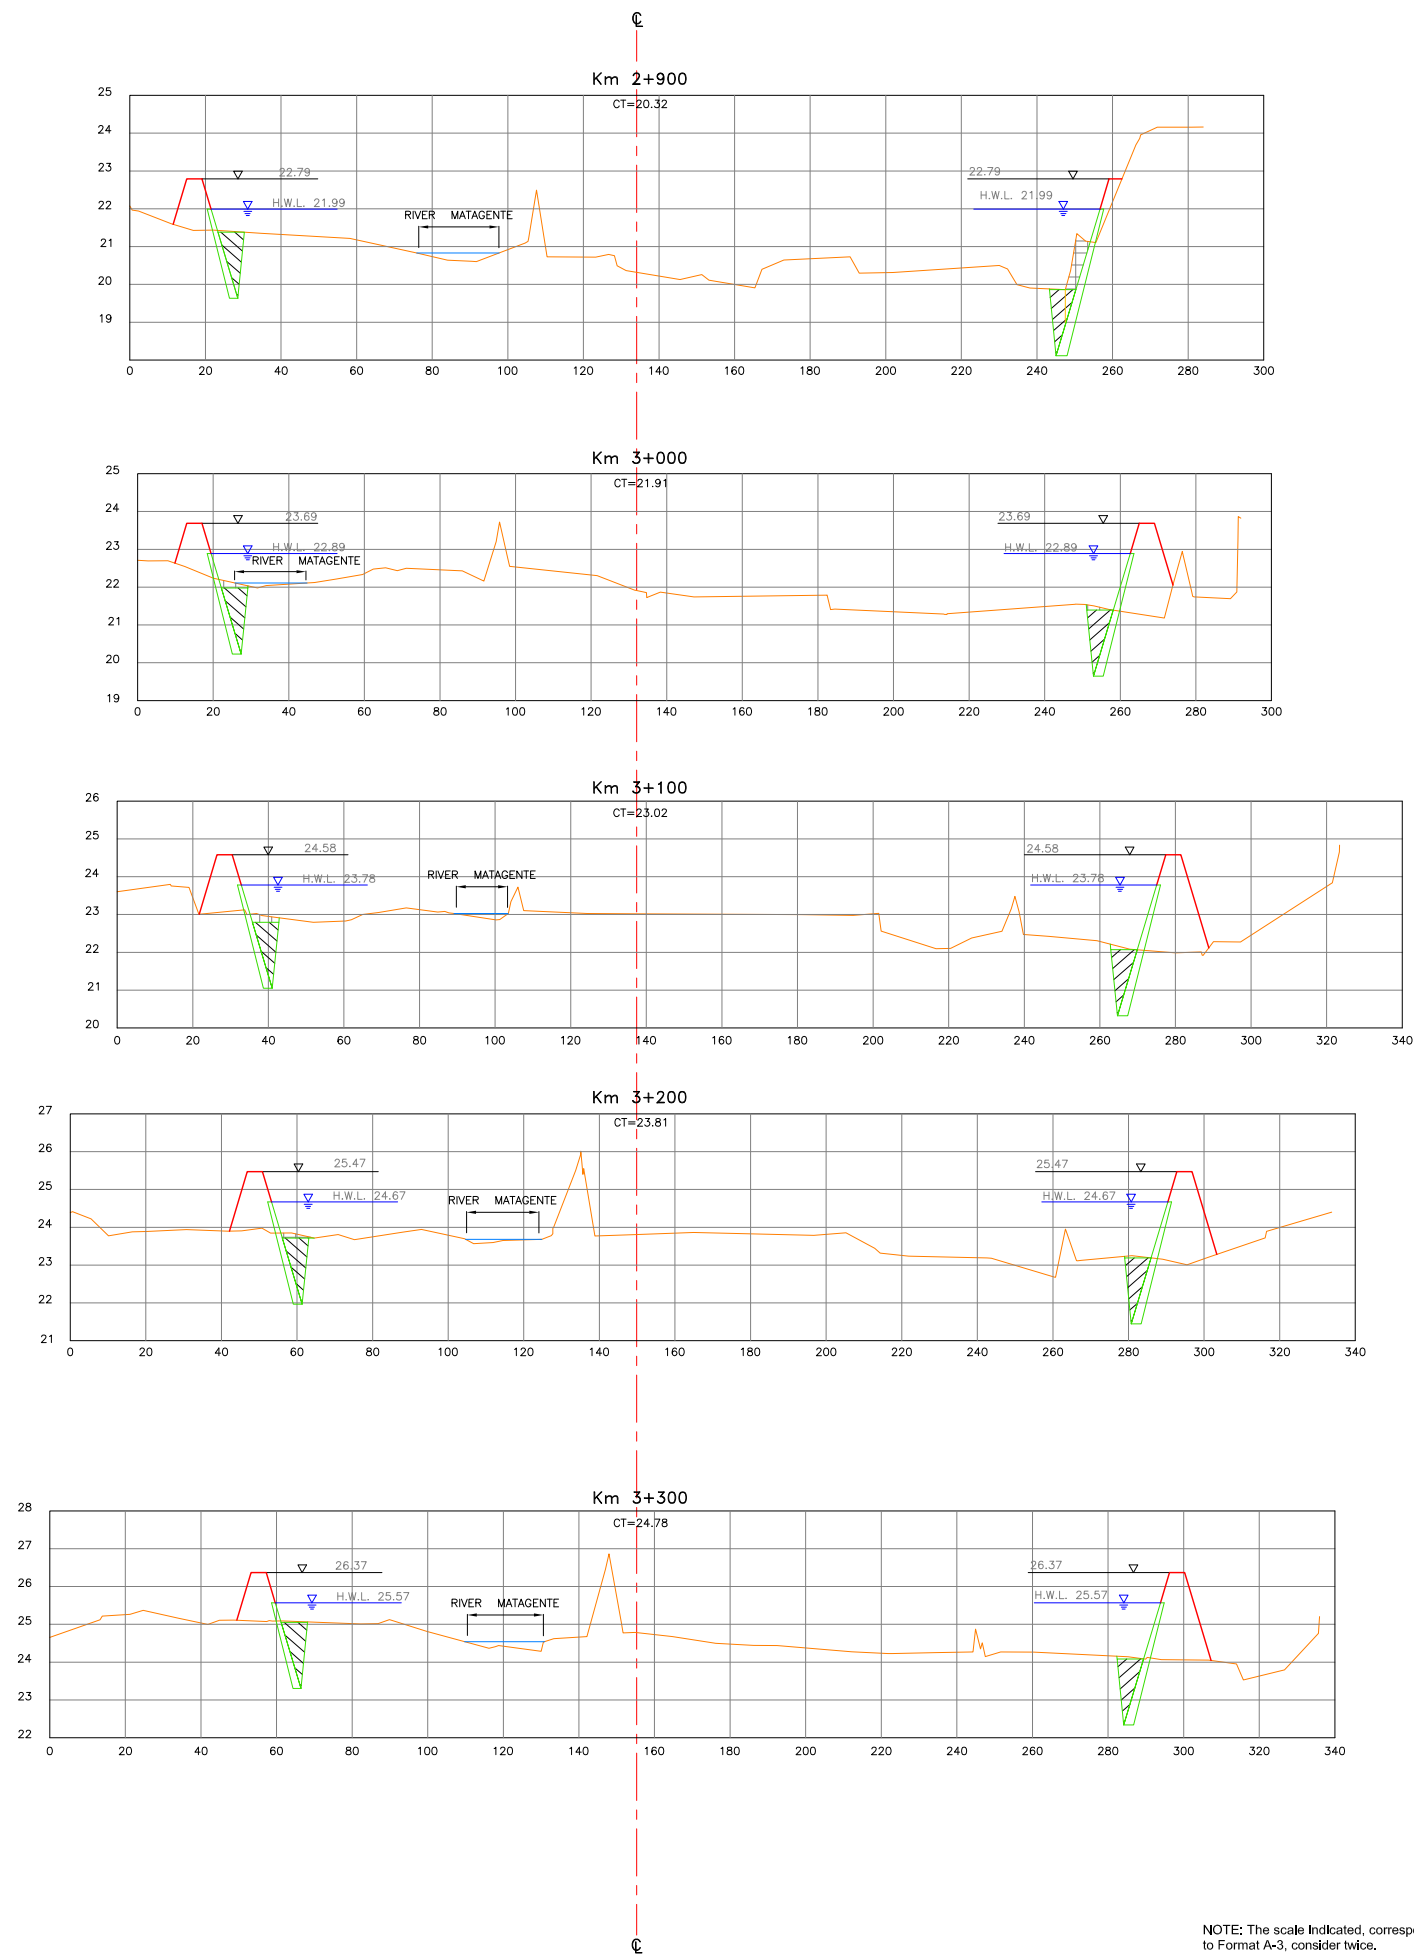 ℄
Km 2+900
CT=20.32
25
24
23
22
21
20
19
22.79
H.W.L. 21.99
RIVER MATAGENTE
22.79
H.W.L. 21.99
0 20 40 60 80 100 120 140 160 180 200 220 240 260 280 300
Km 3+000
CT=21.91
25
24
23
22
21
20
19
23.69
H.W.L. 22.89
RIVER MATAGENTE
23.69
H.W.L. 22.89
0 20 40 60 80 100 120 140 160 180 200 220 240 260 280 300
Km 3+100
CT=23.02
26
25
24
23
22
21
20
24.58
H.W.L. 23.78
RIVER MATAGENTE
24.58
H.W.L. 23.78
0 20 40 60 80 100 120 140 160 180 200 220 240 260 280 300 320 340
Km 3+200
CT=23.81
27
26
25
24
23
22
21
25.47
H.W.L. 24.67
RIVER MATAGENTE
25.47
H.W.L. 24.67
0 20 40 60 80 100 120 140 160 180 200 220 240 260 280 300 320 340
Km 3+300
CT=24.78
28
27
26
25
24
23
22
26.37
H.W.L. 25.57
RIVER MATAGENTE
26.37
H.W.L. 25.57
0 20 40 60 80 100 120 140 160 180 200 220 240 260 280 300 320 340
℄
NOTE: The scale Indicated, correspo
to Format A-3, consider twice.